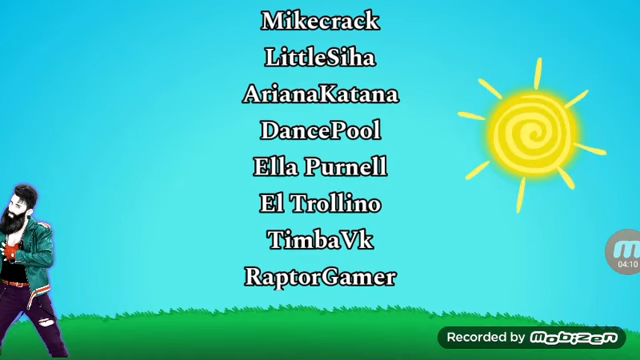 Mikecrack
LittleSiha
ArianaKatana
DancePool
Ella Purnell
El Trollino
TimbaVk
RaptorGamer
m
04:10
Recorded by mobizen